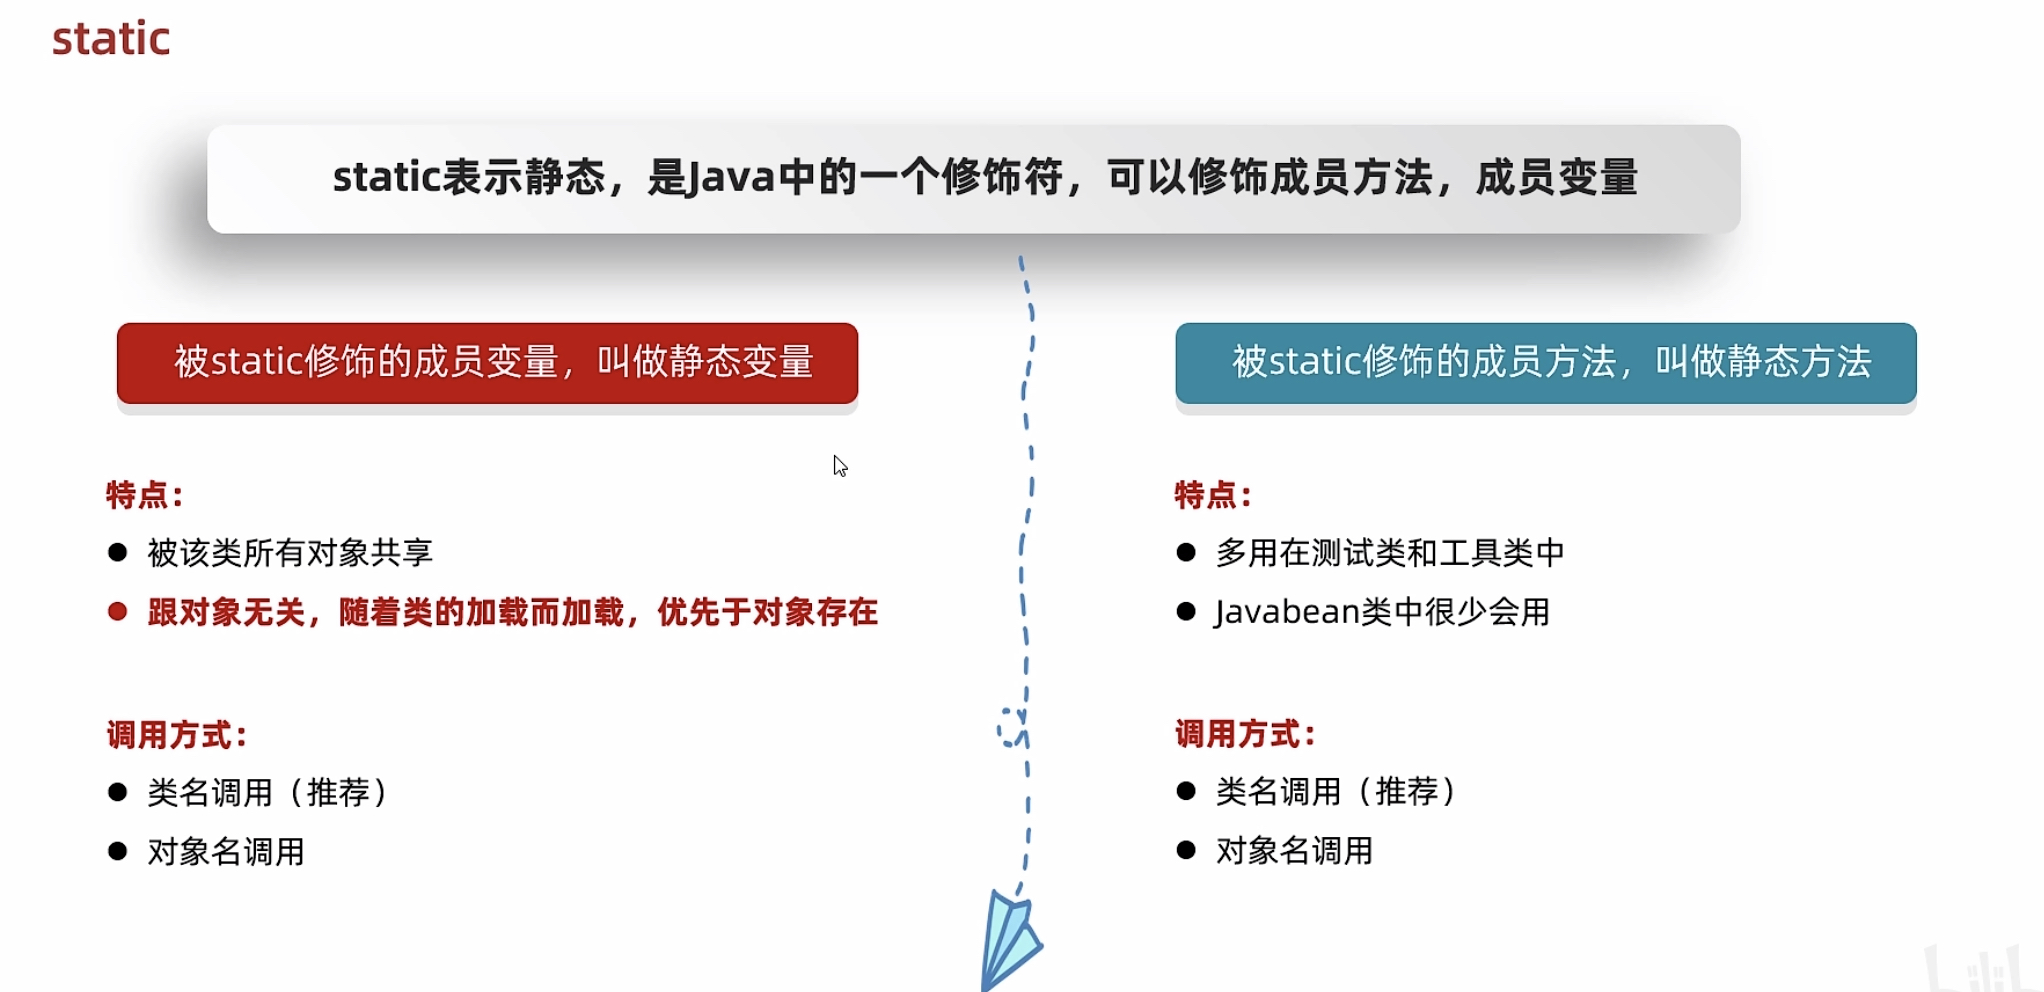 static
static表示静态，是Java中的一个修饰符，可以修饰成员方法，成员变量
被static修饰的成员变量，叫做静态变量
特点：
被该类所有对象共享
跟对象无关，随着类的加载而加载，优先于对象存在
调用方式：
类名调用（推荐）
对象名调用
被static修饰的成员方法，叫做静态方法
特点：
多用在测试类和工具类中
Javabean类中很少会用
调用方式：
类名调用（推荐）
对象名调用